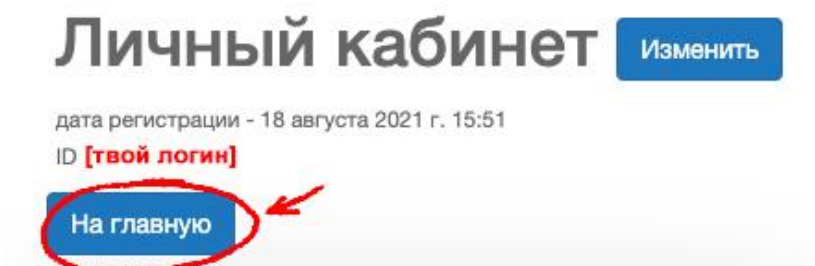 Личный кабинет Изменить
дата регистрации - 18 августа 2021 г. 15:51
ID [твой логин]
На главную